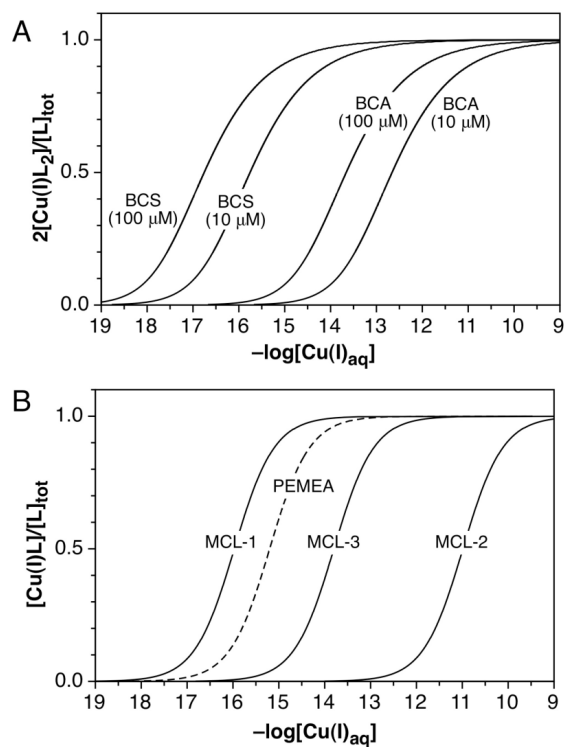 A
1.0
0.5
0.0
2[Cu(I)L2]/[L]tot
BCS
(100 μM)
BCS
(10 μM)
BCA
(100 μM)
BCA
(10 μM)
19 18 17 16 15 14 13 12 11 10 9
–log[Cu(I)aq]
B
1.0
0.5
0.0
[Cu(I)L]/[L]tot
PEMEA
MCL-1
MCL-3
MCL-2
19 18 17 16 15 14 13 12 11 10 9
–log[Cu(I)aq]